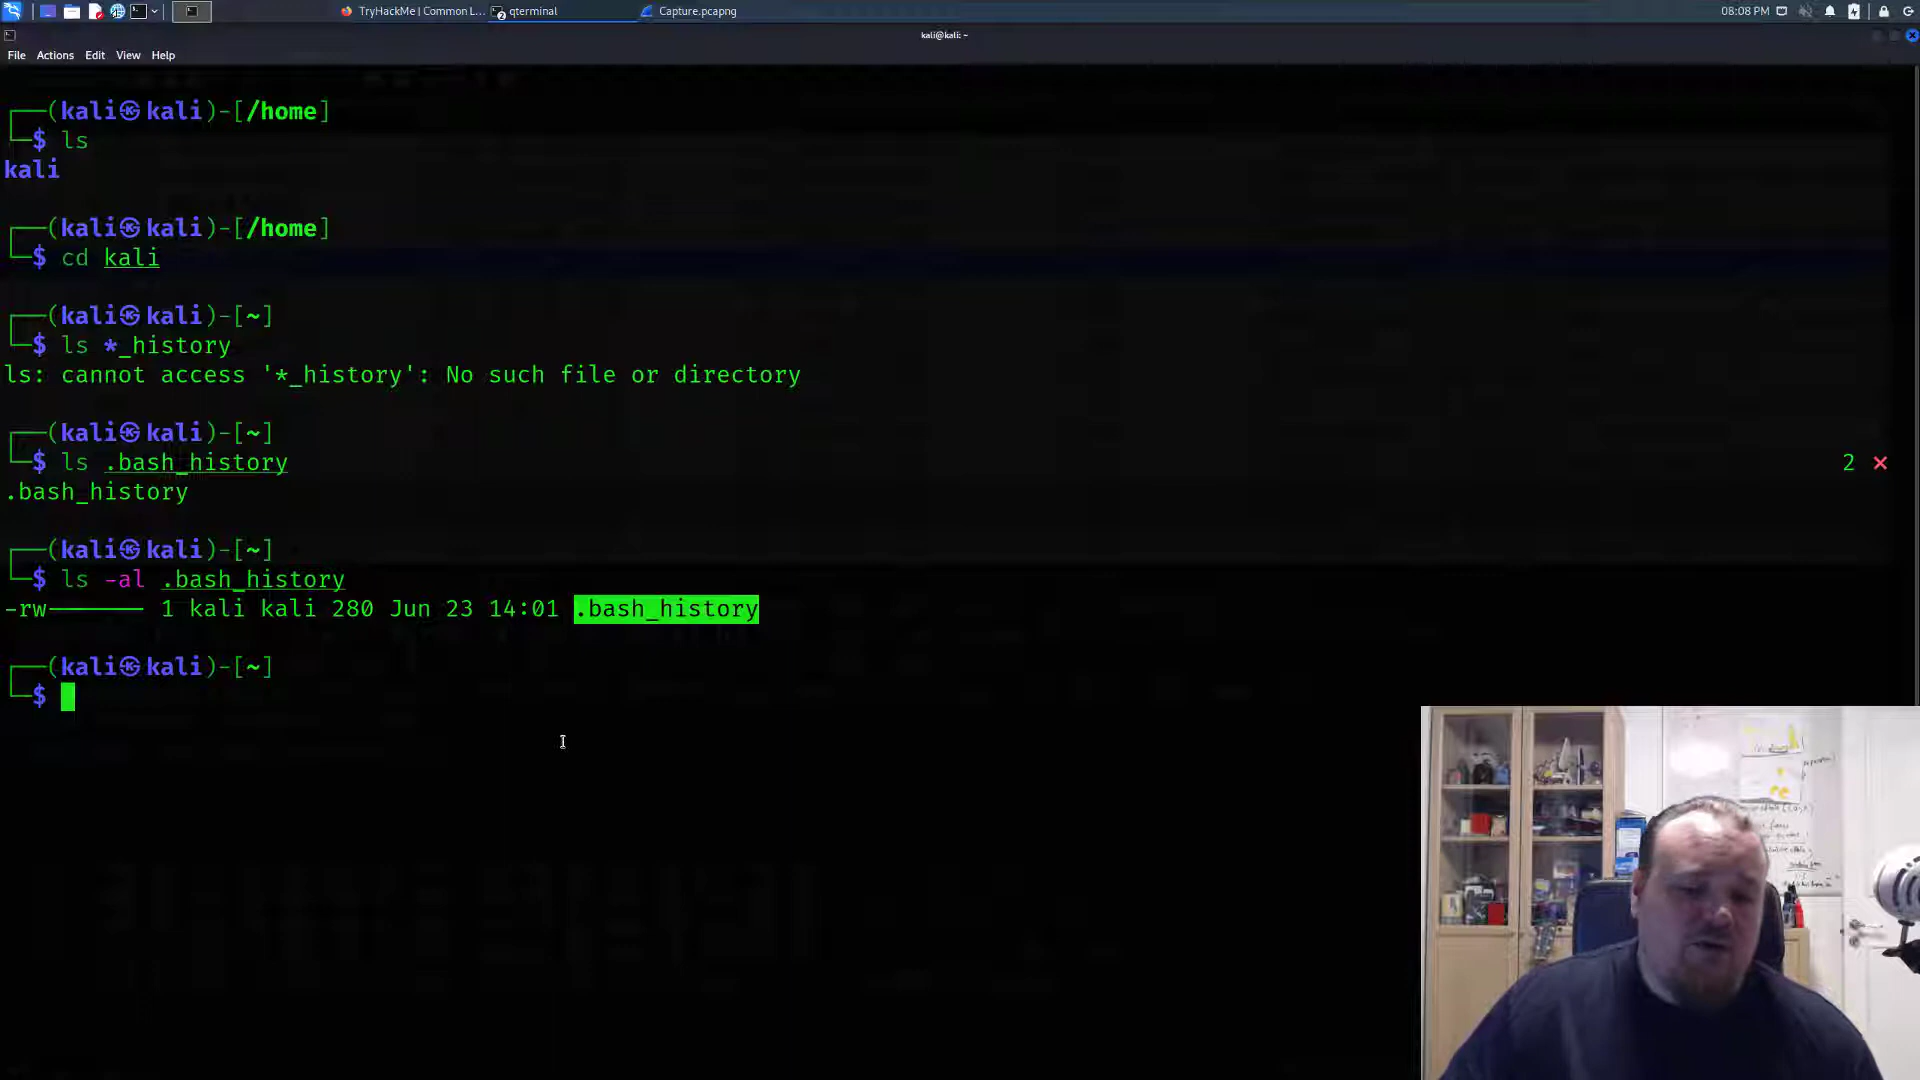 TryHackMe | Common L...
qterminal
Capture.pcapng
08:08 PM
kali@kali: ~
File Actions Edit View Help
(kali㉿kali)-[/home]
$ ls
kali
(kali㉿kali)-[/home]
$ cd kali
(kali㉿kali)-[~]
$ ls *_history
ls: cannot access '*_history': No such file or directory
(kali㉿kali)-[~]
$ ls .bash_history
2 ×
.bash_history
(kali㉿kali)-[~]
$ ls -al .bash_history
-rw------- 1 kali kali 280 Jun 23 14:01 .bash_history
(kali㉿kali)-[~]
$